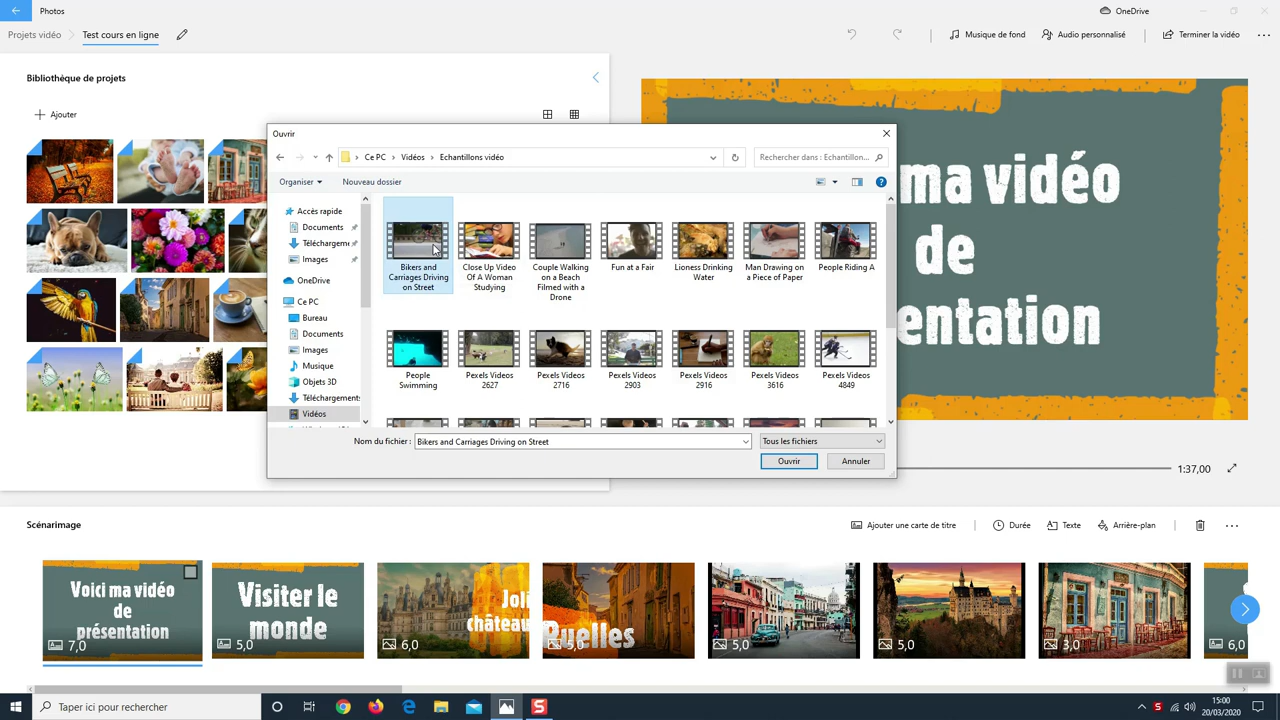 Photos
OneDrive
Projets vidéo
Test cours en ligne
Musique de fond
Audio personnalisé
Terminer la vidéo
Bibliothèque de projets
Ajouter
Ouvrir
Ce PC
Vidéos
Echantillons vidéo
Rechercher dans : Echantillon...
Organiser
Nouveau dossier
Accès rapide
Documents
Téléchargeme
Images
OneDrive
Ce PC
Bureau
Documents
Images
Musique
Objets 3D
Téléchargements
Vidéos
Bikers and
Carriages Driving
on Street
Close Up Video
Of A Woman
Studying
Couple Walking
on a Beach
Filmed with a
Drone
Fun at a Fair
Lioness Drinking
Water
Man Drawing on
a Piece of Paper
People Riding A
People
Swimming
Pexels Videos
2627
Pexels Videos
2716
Pexels Videos
2903
Pexels Videos
2916
Pexels Videos
3616
Pexels Videos
4849
Nom du fichier :
Bikers and Carriages Driving on Street
Tous les fichiers
Ouvrir
Annuler
ma vidéo
de
sentation
1:37,00
Scénarimage
Ajouter une carte de titre
Durée
Texte
Arrière-plan
Voici ma vidéo
de
présentation
7,0
Visiter le
monde
5,0
Joli
château
6,0
Ruelles
5,0
5,0
5,0
3,0
6,0
Taper ici pour rechercher
15:00
20/03/2020